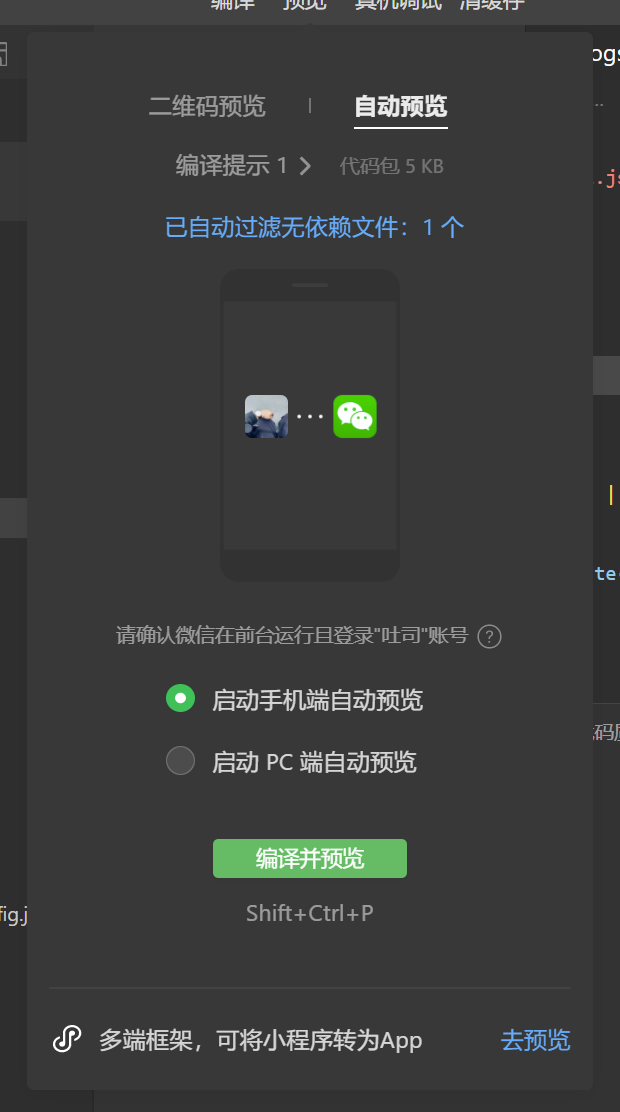 编译 预览 真机调试 清缓存
二维码预览 自动预览
编译提示 1 代码包 5 KB
已自动过滤无依赖文件：1 个
请确认微信在前台运行且登录"吐司"账号 ?
启动手机端自动预览
启动 PC 端自动预览
编译并预览
Shift+Ctrl+P
fig.j
多端框架，可将小程序转为App 去预览
ogs
.js
te
码